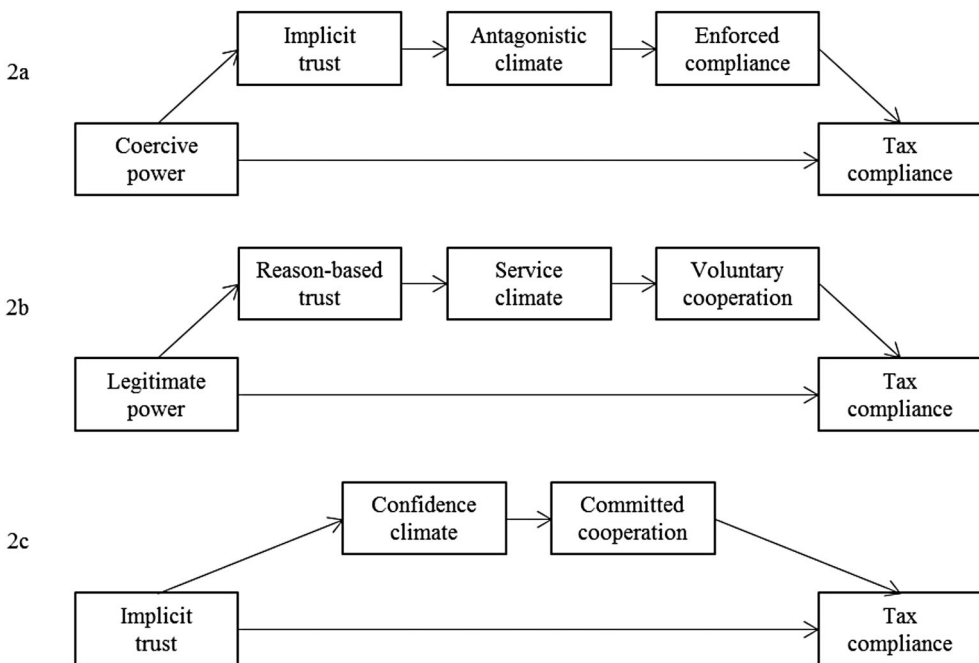 Implicit
trust
Antagonistic
climate
Enforced
compliance
2a
Coercive
power
Tax
compliance
Reason-based
trust
Service
climate
Voluntary
cooperation
2b
Legitimate
power
Tax
compliance
Confidence
climate
Committed
cooperation
2c
Implicit
trust
Tax
compliance